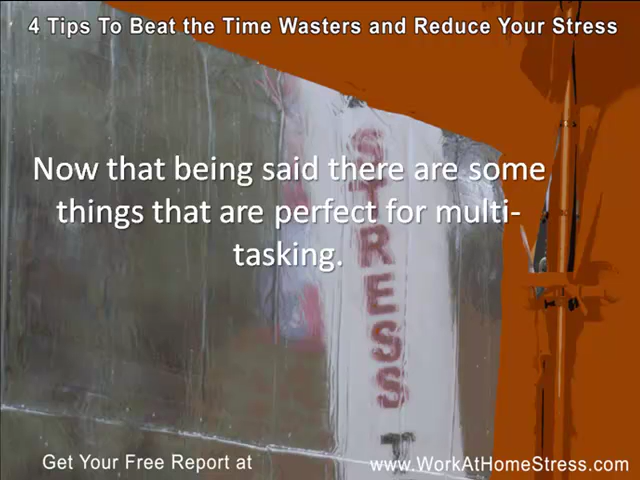 4 Tips To Beat the Time Wasters and Reduce Your Stress
Now that being said there are some
things that are perfect for multi-
tasking.
STRESS T
Get Your Free Report at
www.WorkAtHomeStress.com